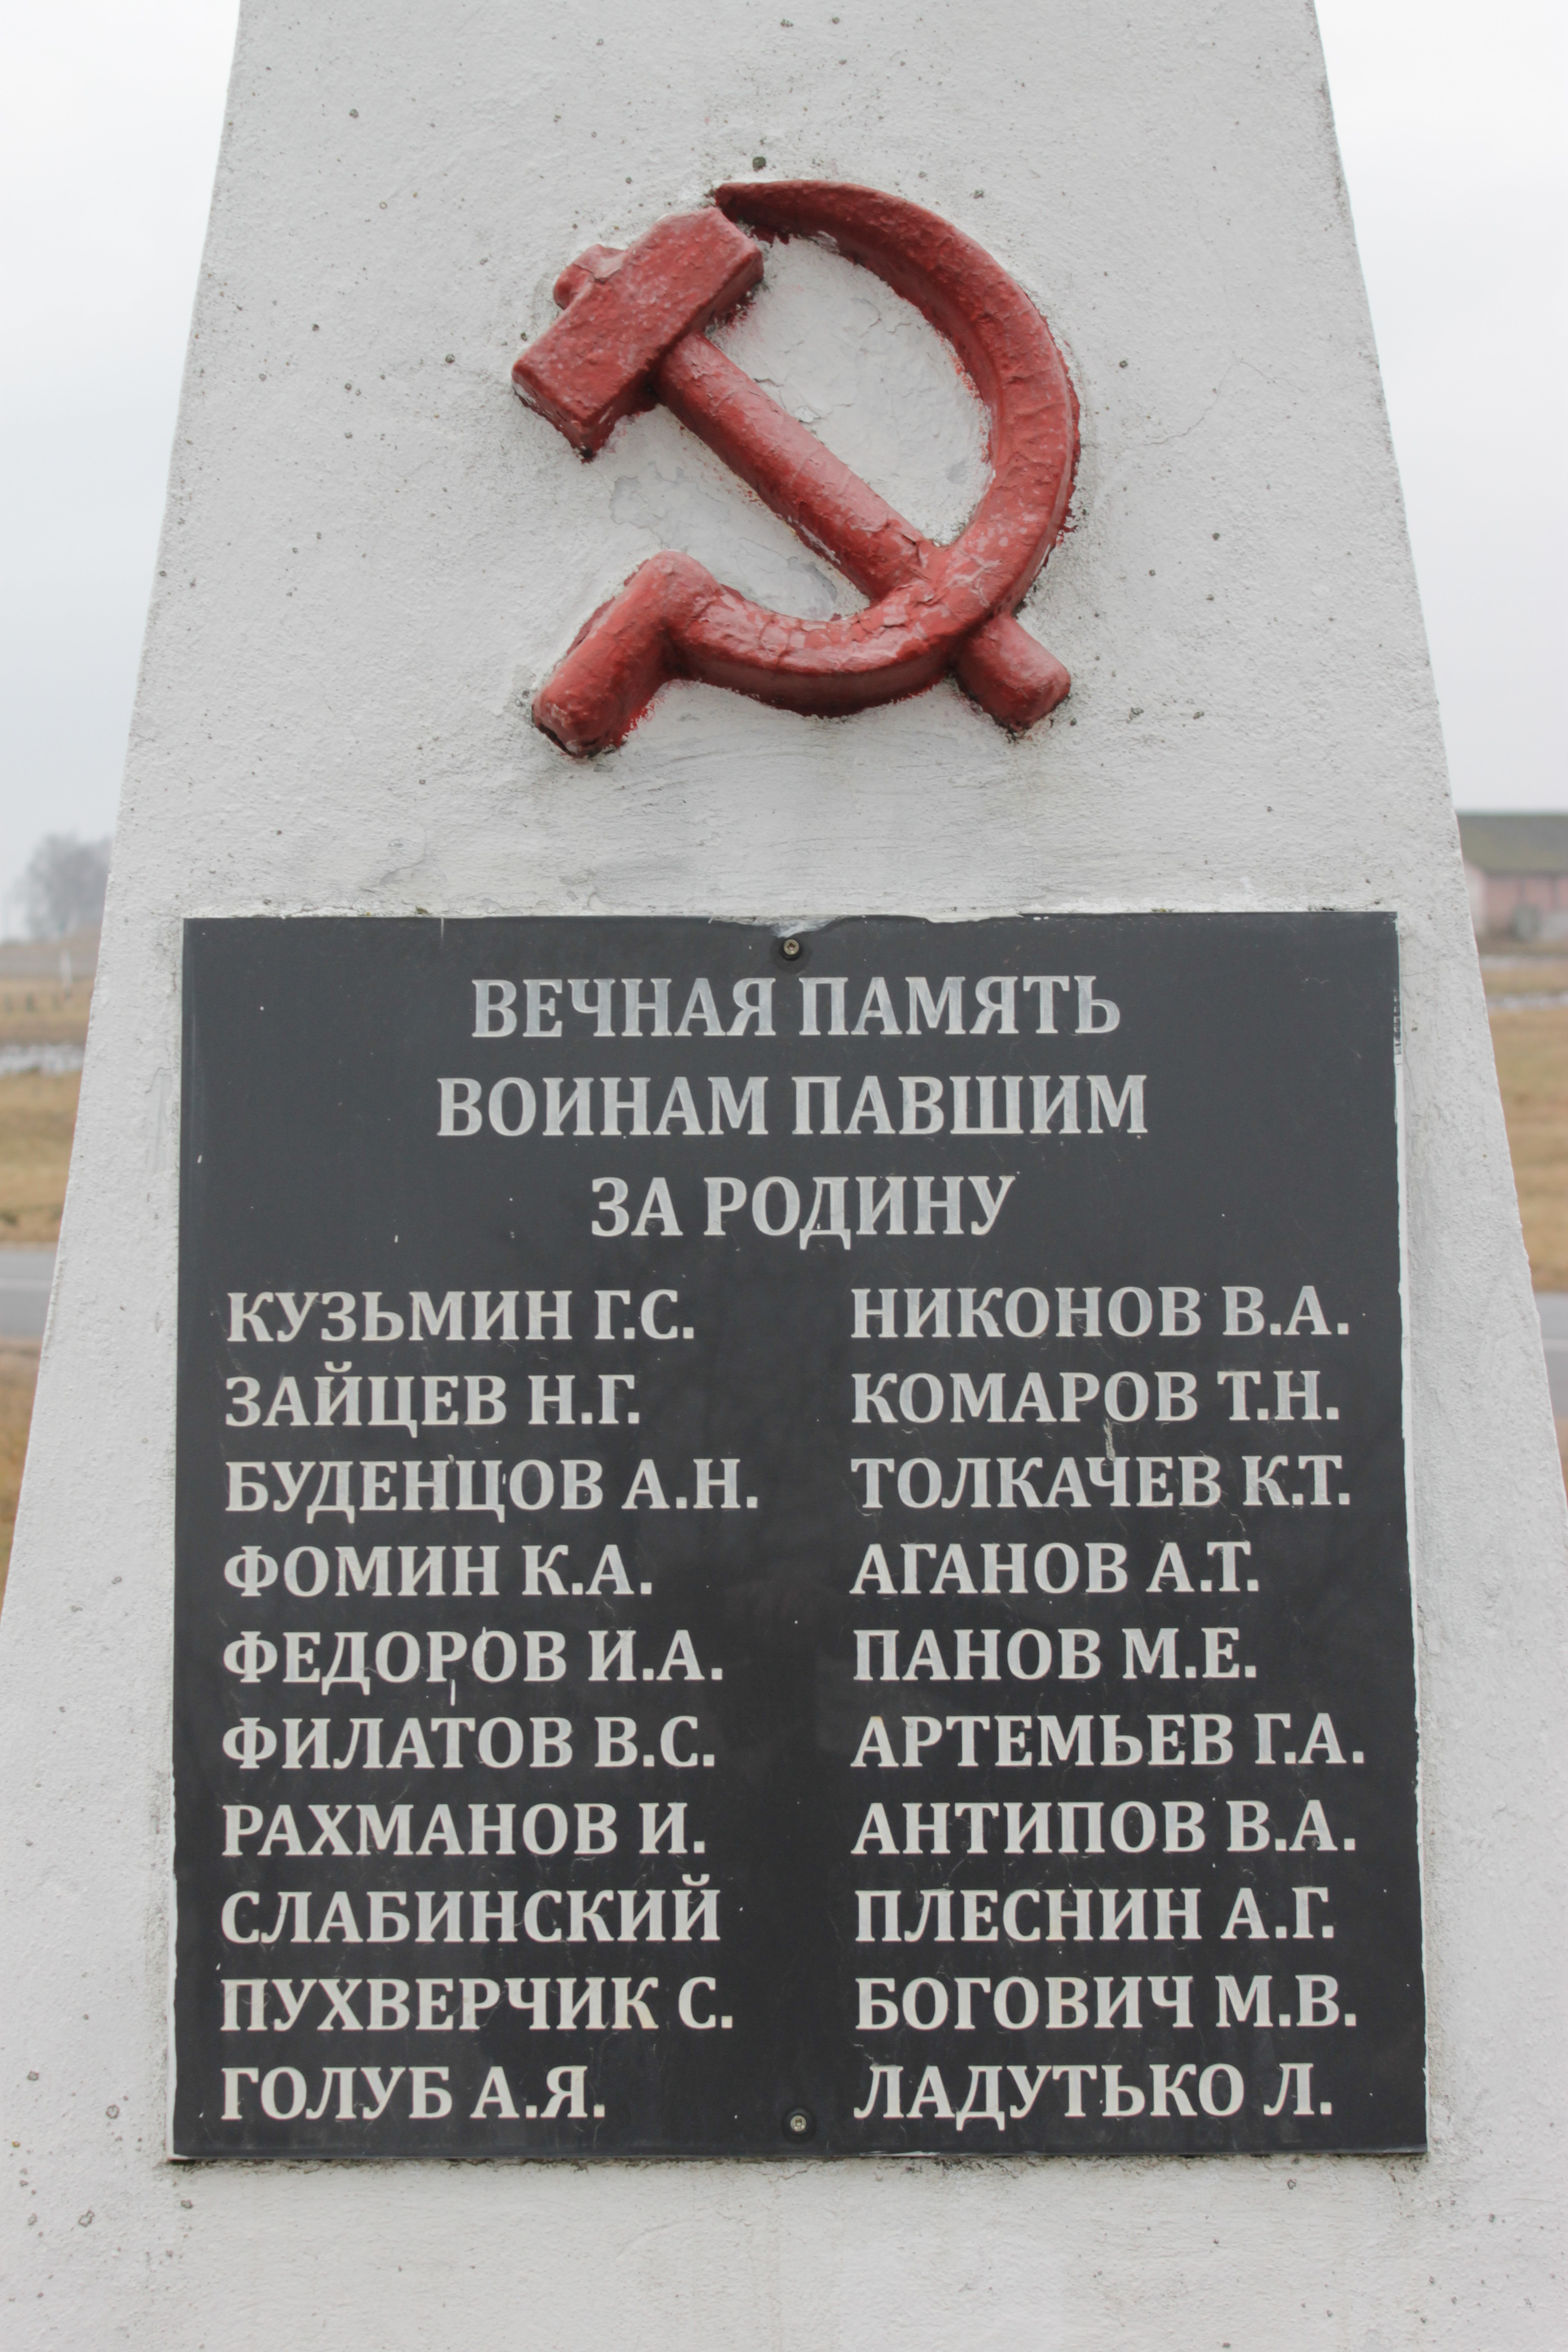 ВЕЧНАЯ ПАМЯТЬ
ВОИНАМ ПАВШИМ
ЗА РОДИНУ
КУЗЬМИН Г.С.
ЗАЙЦЕВ Н.Г.
БУДЕНЦОВ А.Н.
ФОМИН К.А.
ФЕДОРОВ И.А.
ФИЛАТОВ В.С.
РАХМАНОВ И.
СЛАБИНСКИЙ
ПУХВЕРЧИК С.
ГОЛУБ А.Я.
НИКОНОВ В.А.
КОМАРОВ Т.Н.
ТОЛКАЧЕВ К.Т.
АГАНОВ А.Т.
ПАНОВ М.Е.
АРТЕМЬЕВ Г.А.
АНТИПОВ В.А.
ПЛЕСНИН А.Г.
БОГОВИЧ М.В.
ЛАДУТЬКО Л.